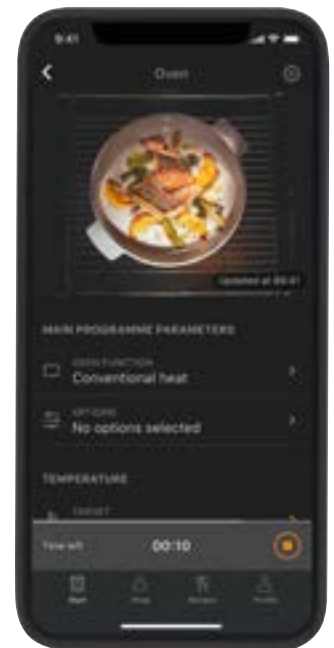 9:41
Oven
Updated at 09:41
MAIN PROGRAMME PARAMETERS
OVEN FUNCTION
Conventional heat
OPTIONS
No options selected
TEMPERATURE
TARGET
Time left
00:10